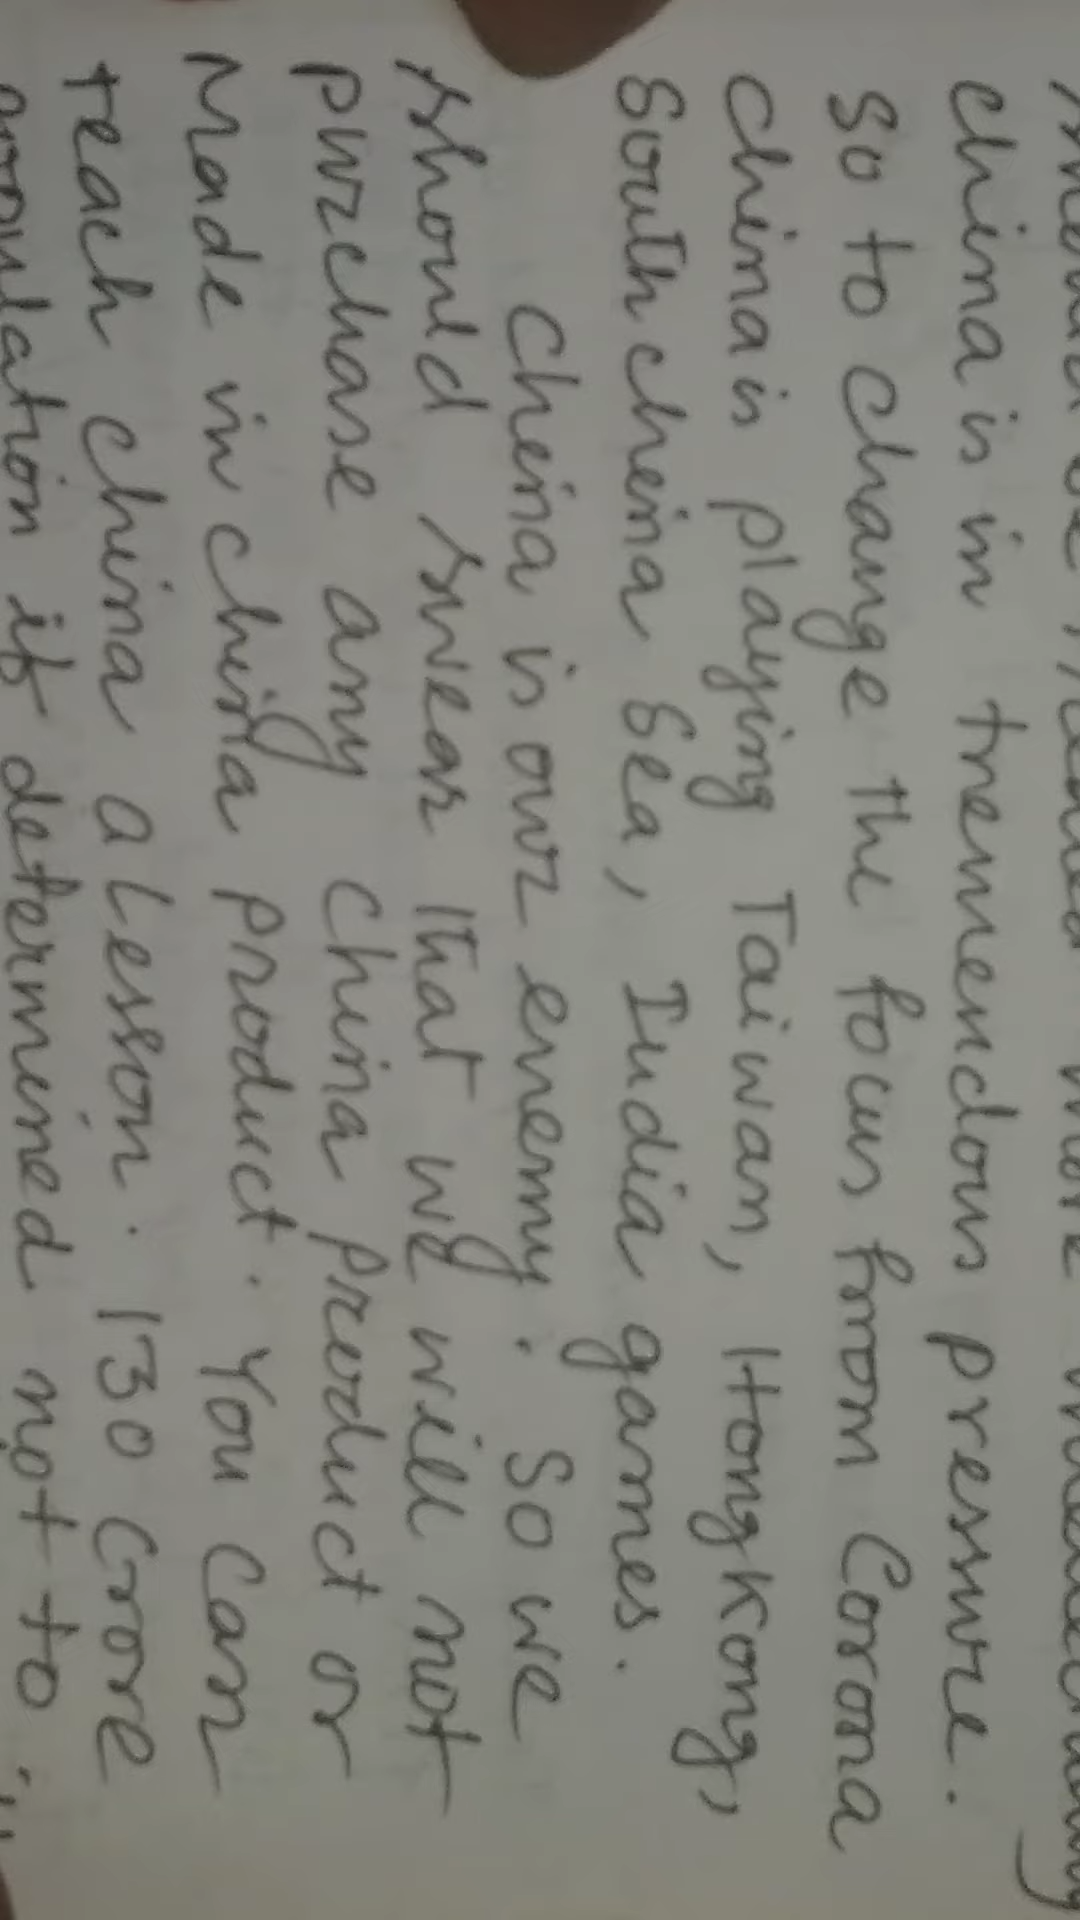 China is in tremendous pressure.
So to change the focus from Corona
China is playing Taiwan, Hongkong,
South China Sea, India games.
China is our enemy. So we
should swear that we will not
purchase any China product or
Made in China product. You can
teach China a lesson. 130 Crore
population if determined not to